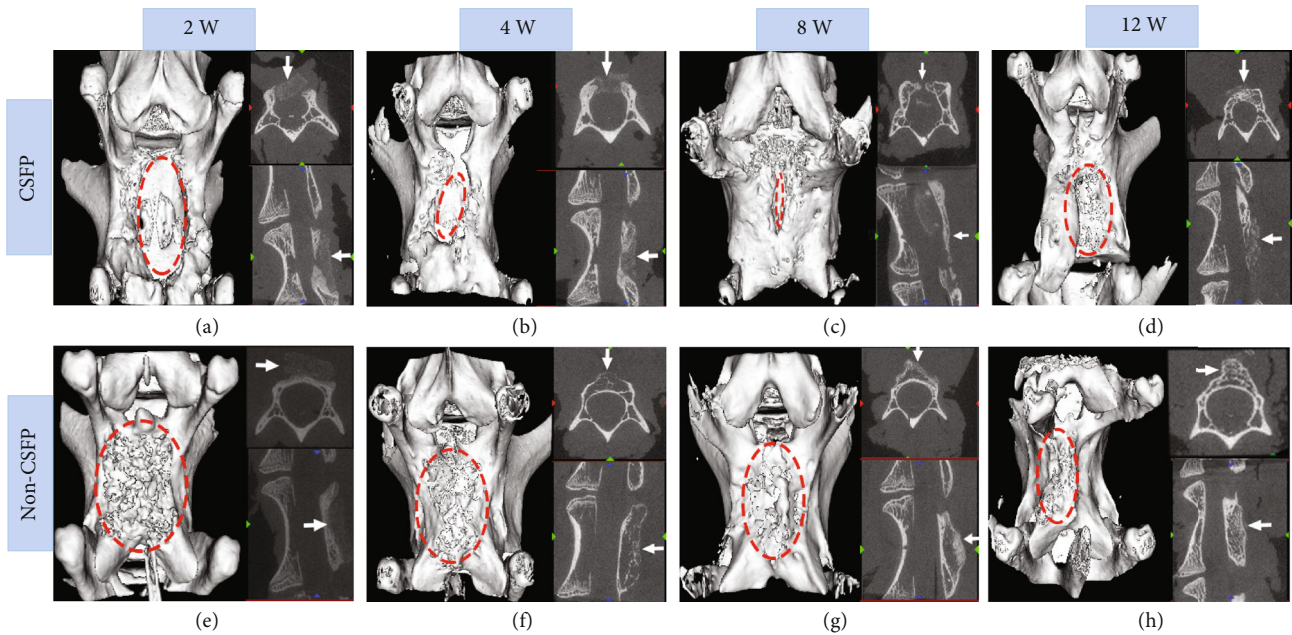 2 W
4 W
8 W
12 W
CSFP
(a)
(b)
(c)
(d)
Non-CSFP
(e)
(f)
(g)
(h)